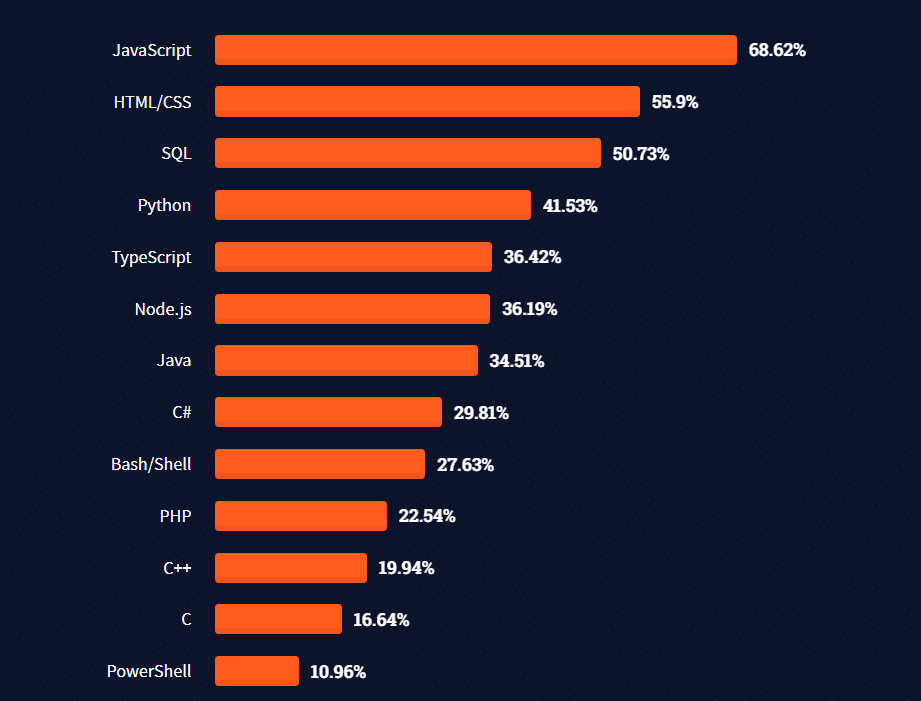 JavaScript 68.62%
HTML/CSS 55.9%
SQL 50.73%
Python 41.53%
TypeScript 36.42%
Node.js 36.19%
Java 34.51%
C# 29.81%
Bash/Shell 27.63%
PHP 22.54%
C++ 19.94%
C 16.64%
PowerShell 10.96%